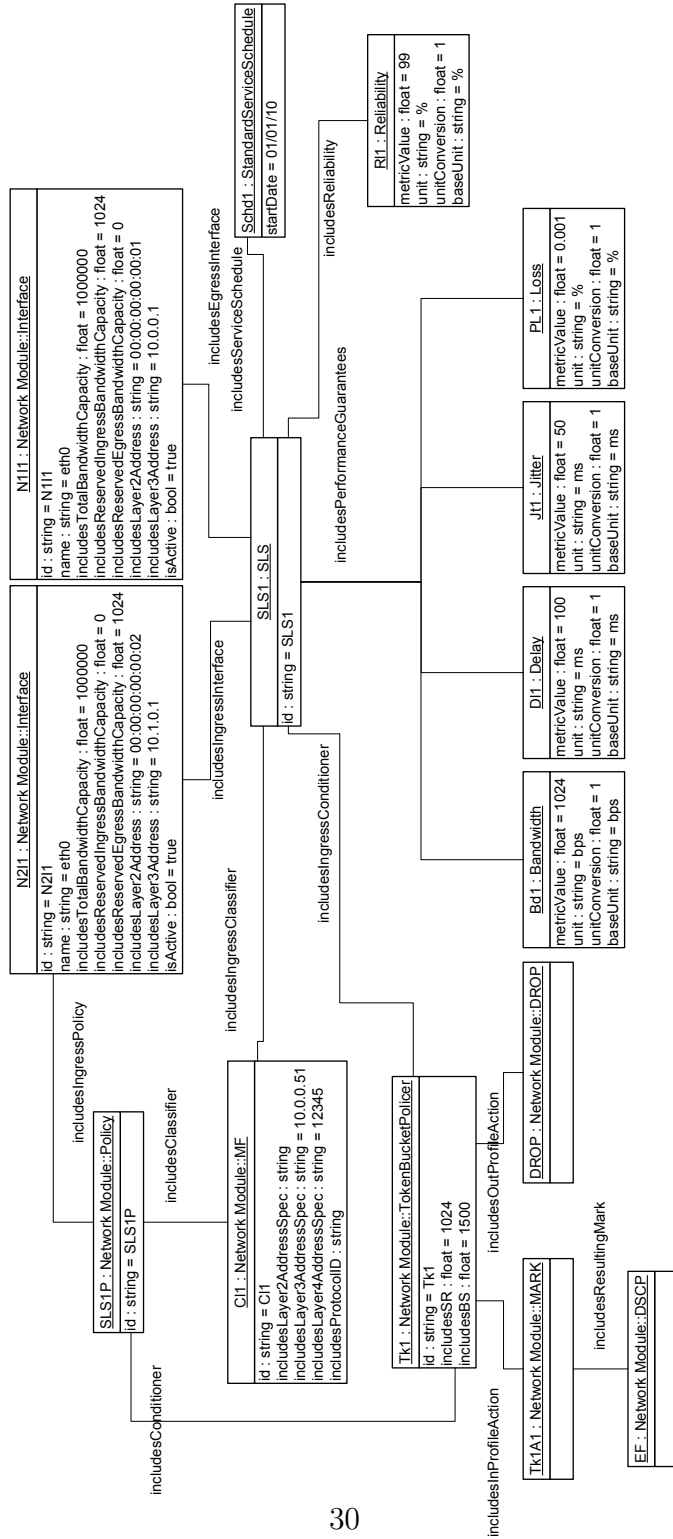 N2I1 : Network Module::Interface
id : string = N2I1
name : string = eth0
includesTotalBandwidthCapacity : float = 1000000
includesReservedIngressBandwidthCapacity : float = 0
includesReservedEgressBandwidthCapacity : float = 1024
includesLayer2Address : string = 00:00:00:00:00:02
includesLayer3Address : string = 10.1.0.1
isActive : bool = true
N1I1 : Network Module::Interface
id : string = N1I1
name : string = eth0
includesTotalBandwidthCapacity : float = 1000000
includesReservedIngressBandwidthCapacity : float = 1024
includesReservedEgressBandwidthCapacity : float = 0
includesLayer2Address : string = 00:00:00:00:00:01
includesLayer3Address : string = 10.0.0.1
isActive : bool = true
includesIngressPolicy
SLS1P : Network Module::Policy
id : string = SLS1P
includesConditioner
includesClassifier
includesIngressInterface
includesEgressInterface
includesServiceSchedule
Schd1 : StandardServiceSchedule
startDate = 01/01/10
includesIngressClassifier
Cl1 : Network Module::MF
id : string = Cl1
includesLayer2AddressSpec : string
includesLayer3AddressSpec : string = 10.0.0.51
includesLayer4AddressSpec : string = 12345
includesProtocolID : string
SLS1 : SLS
id : string = SLS1
includesIngressConditioner
includesPerformanceGuarantees
includesReliability
Rl1 : Reliability
metricValue : float = 99
unit : string = %
unitConversion : float = 1
baseUnit : string = %
Tk1 : Network Module::TokenBucketPolicer
id : string = Tk1
includesSR : float = 1024
includesBS : float = 1500
includesInProfileAction
includesOutProfileAction
Tk1A1 : Network Module::MARK
DROP : Network Module::DROP
includesResultingMark
EF : Network Module::DSCP
Bd1 : Bandwidth
metricValue : float = 1024
unit : string = bps
unitConversion : float = 1
baseUnit : string = bps
Dl1 : Delay
metricValue : float = 100
unit : string = ms
unitConversion : float = 1
baseUnit : string = ms
Jt1 : Jitter
metricValue : float = 50
unit : string = ms
unitConversion : float = 1
baseUnit : string = ms
PL1 : Loss
metricValue : float = 0.001
unit : string = %
unitConversion : float = 1
baseUnit : string = %
30